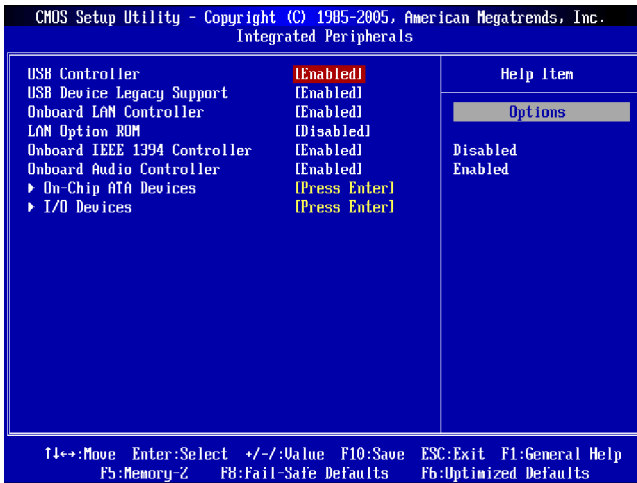 CMOS Setup Utility - Copyright (C) 1985-2005, American Megatrends, Inc.
Integrated Peripherals
USB Controller [Enabled]
USB Device Legacy Support [Enabled]
Onboard LAN Controller [Enabled]
LAN Option ROM [Disabled]
Onboard IEEE 1394 Controller [Enabled]
Onboard Audio Controller [Enabled]
► On-Chip ATA Devices [Press Enter]
► I/O Devices [Press Enter]
Help Item
Options
Disabled
Enabled
↑↓←→:Move Enter:Select +/-/:Value F10:Save ESC:Exit F1:General Help
F5:Memory-Z F8:Fail-Safe Defaults F6:Optimized Defaults